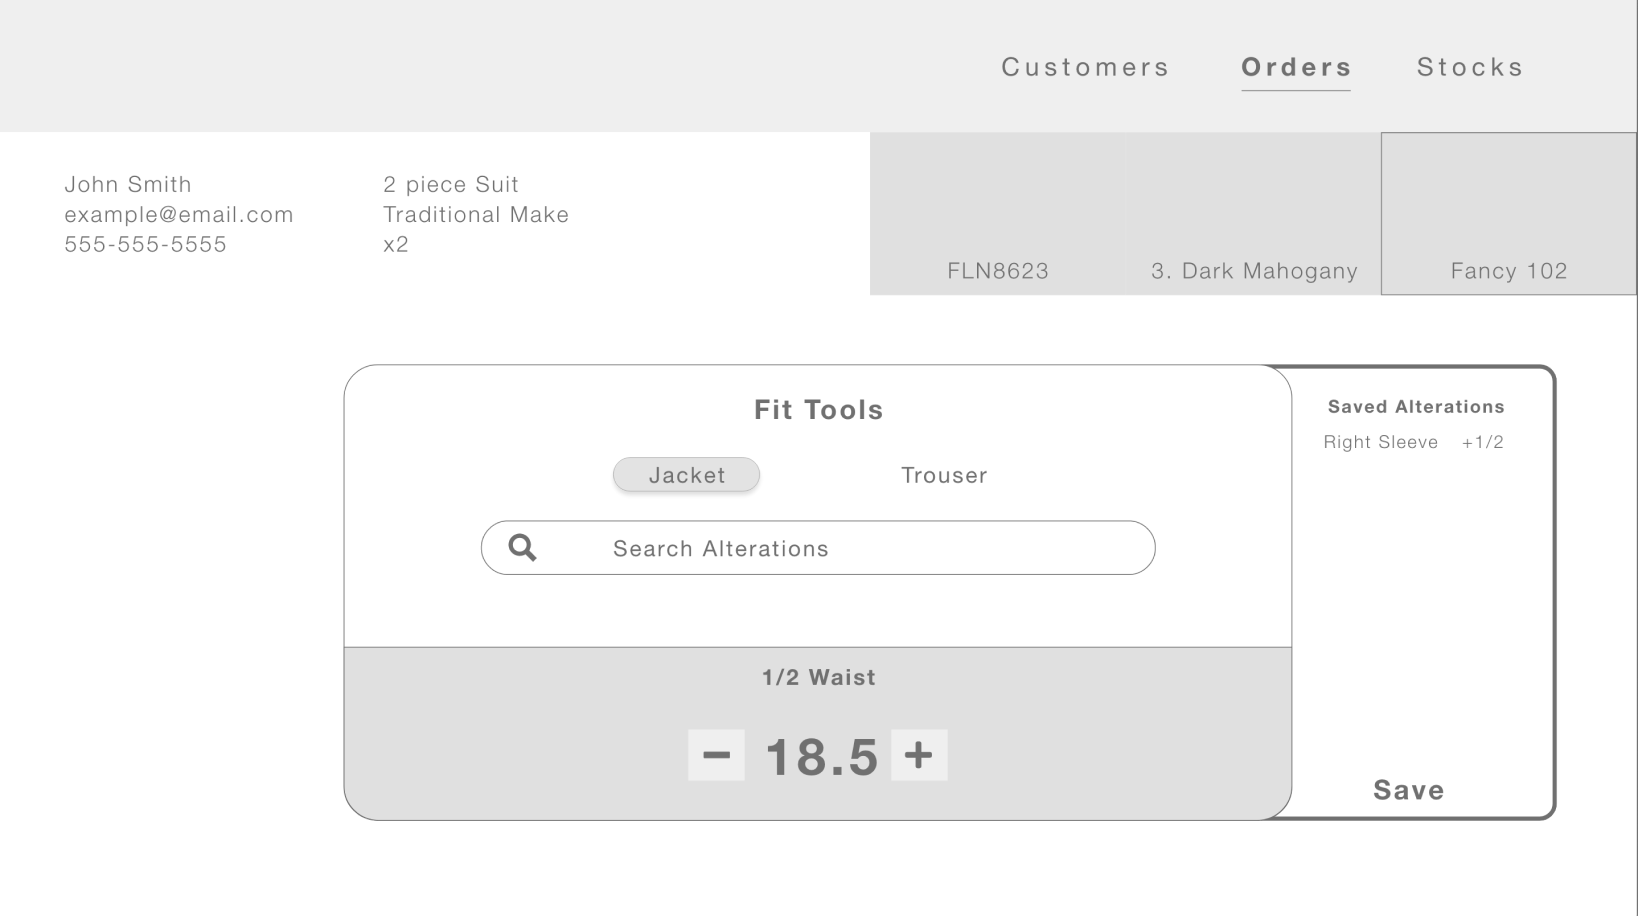 Customers Orders Stocks
John Smith
example@email.com
555-555-5555
2 piece Suit
Traditional Make
x2
FLN8623
3. Dark Mahogany
Fancy 102
Fit Tools
Jacket
Trouser
Search Alterations
1/2 Waist
− 18.5 +
Saved Alterations
Right Sleeve +1/2
Save